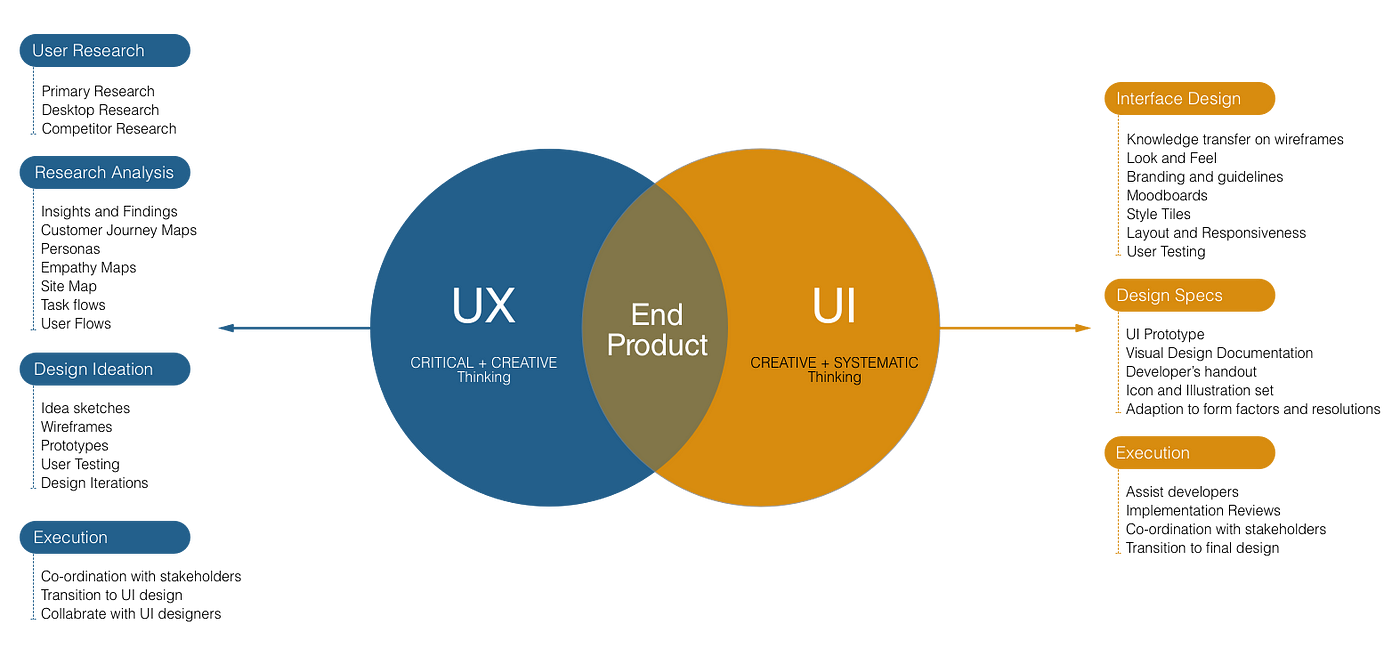 User Research
Primary Research
Desktop Research
Competitor Research
Research Analysis
Insights and Findings
Customer Journey Maps
Personas
Empathy Maps
Site Map
Task flows
User Flows
Design Ideation
Idea sketches
Wireframes
Prototypes
User Testing
Design Iterations
Execution
Co-ordination with stakeholders
Transition to UI design
Collabrate with UI designers
UX
CRITICAL + CREATIVE
Thinking
End
Product
UI
CREATIVE + SYSTEMATIC
Thinking
Interface Design
Knowledge transfer on wireframes
Look and Feel
Branding and guidelines
Moodboards
Style Tiles
Layout and Responsiveness
User Testing
Design Specs
UI Prototype
Visual Design Documentation
Developer's handout
Icon and Illustration set
Adaption to form factors and resolutions
Execution
Assist developers
Implementation Reviews
Co-ordination with stakeholders
Transition to final design